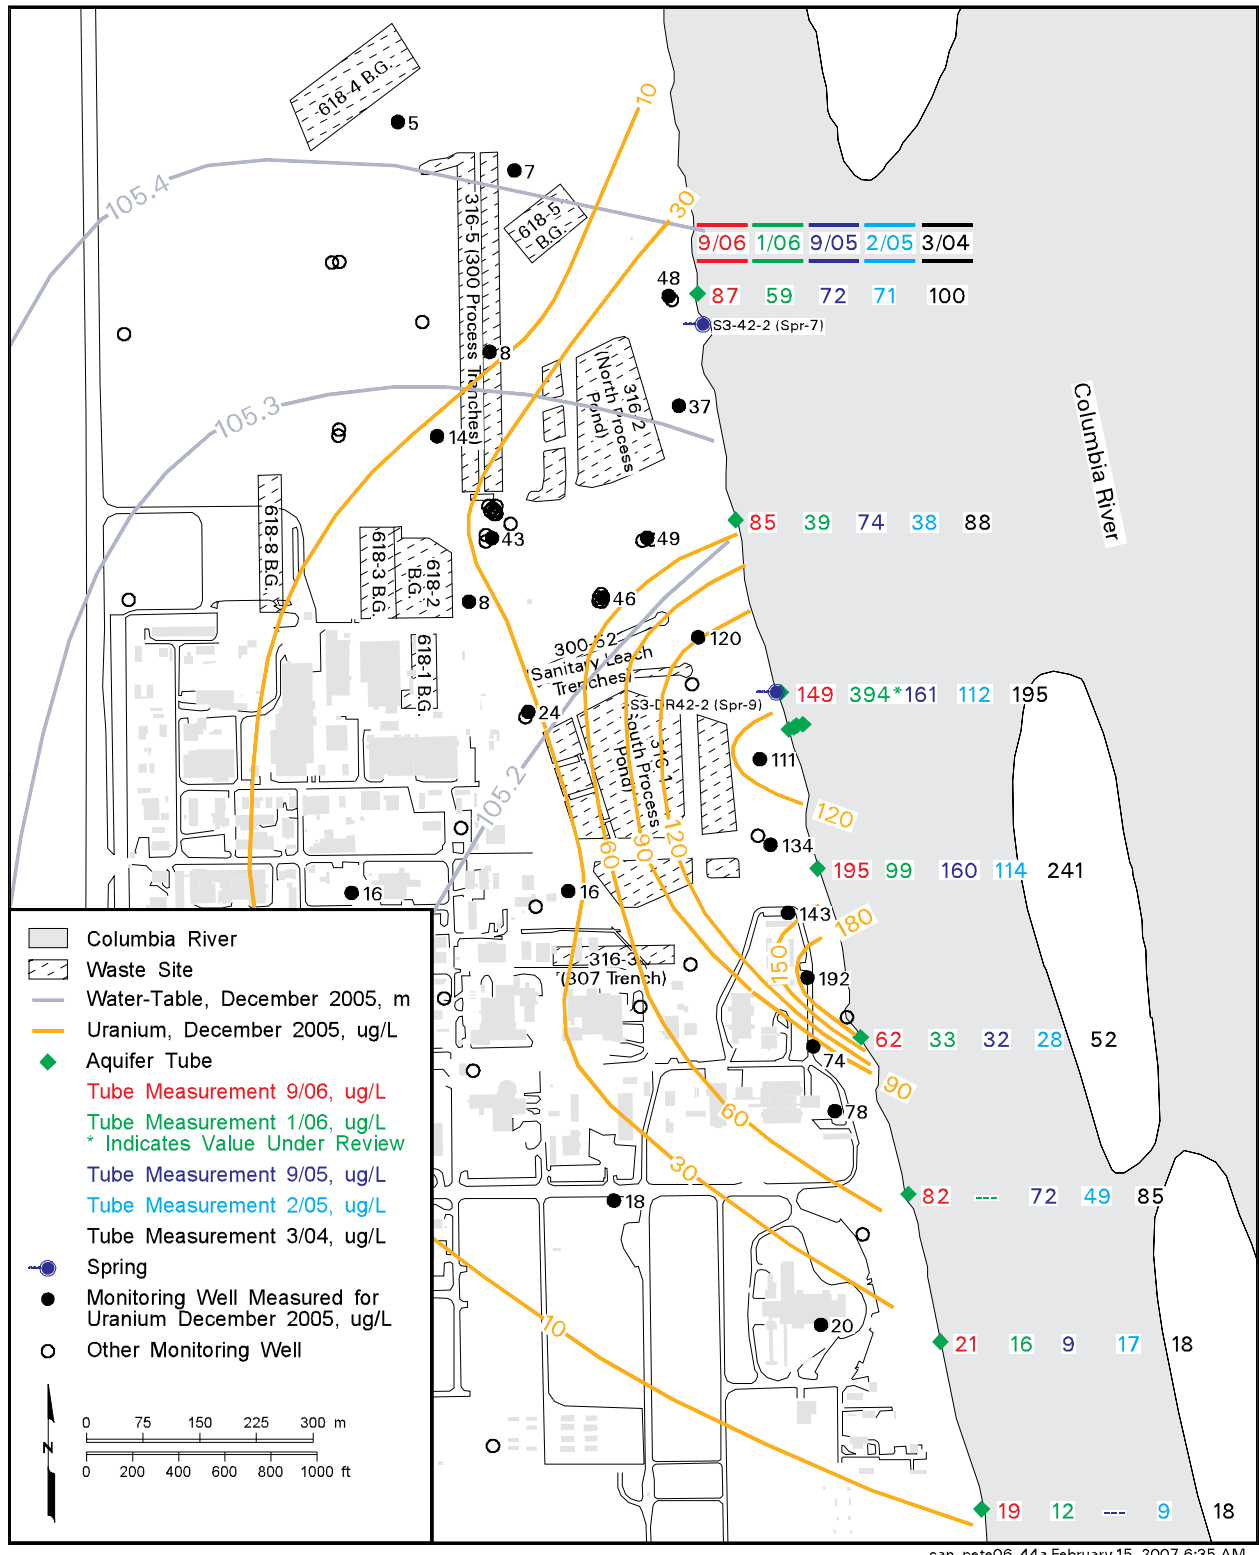 618-4 B.G.
10
5
7
105.4
30
618-5
B.G.
316-5 (300 Process Trenches)
9/06 1/06 9/05 2/05 3/04
48
87 59 72 71 100
S3-42-2 (Spr-7)
8
316-2
(North Process
Pond)
37
Columbia River
105.3
14
85 39 74 38 88
43
49
618-8 B.G.
618-3 B.G.
618-2
B.G.
8
46
120
618-1 B.G.
300-52
(Sanitary Leach
Trenches)
149 394* 161 112 195
S3-DR42-2 (Spr-9)
24
316-1
(South Process
Pond)
111
105.2
120
60
90
120
134
195 99 160 114 241
16
16
143
180
150
316-3
(307 Trench)
192
62 33 32 28 52
74
90
78
60
30
82 --- 72 49 85
18
10
20
21 16 9 17 18
19 12 --- 9 18
Columbia River
Waste Site
Water-Table, December 2005, m
Uranium, December 2005, ug/L
Aquifer Tube
Tube Measurement 9/06, ug/L
Tube Measurement 1/06, ug/L
* Indicates Value Under Review
Tube Measurement 9/05, ug/L
Tube Measurement 2/05, ug/L
Tube Measurement 3/04, ug/L
Spring
Monitoring Well Measured for
Uranium December 2005, ug/L
Other Monitoring Well
N
0 75 150 225 300 m
0 200 400 600 800 1000 ft
can_pete06_44a February 15, 2007 6:35 AM